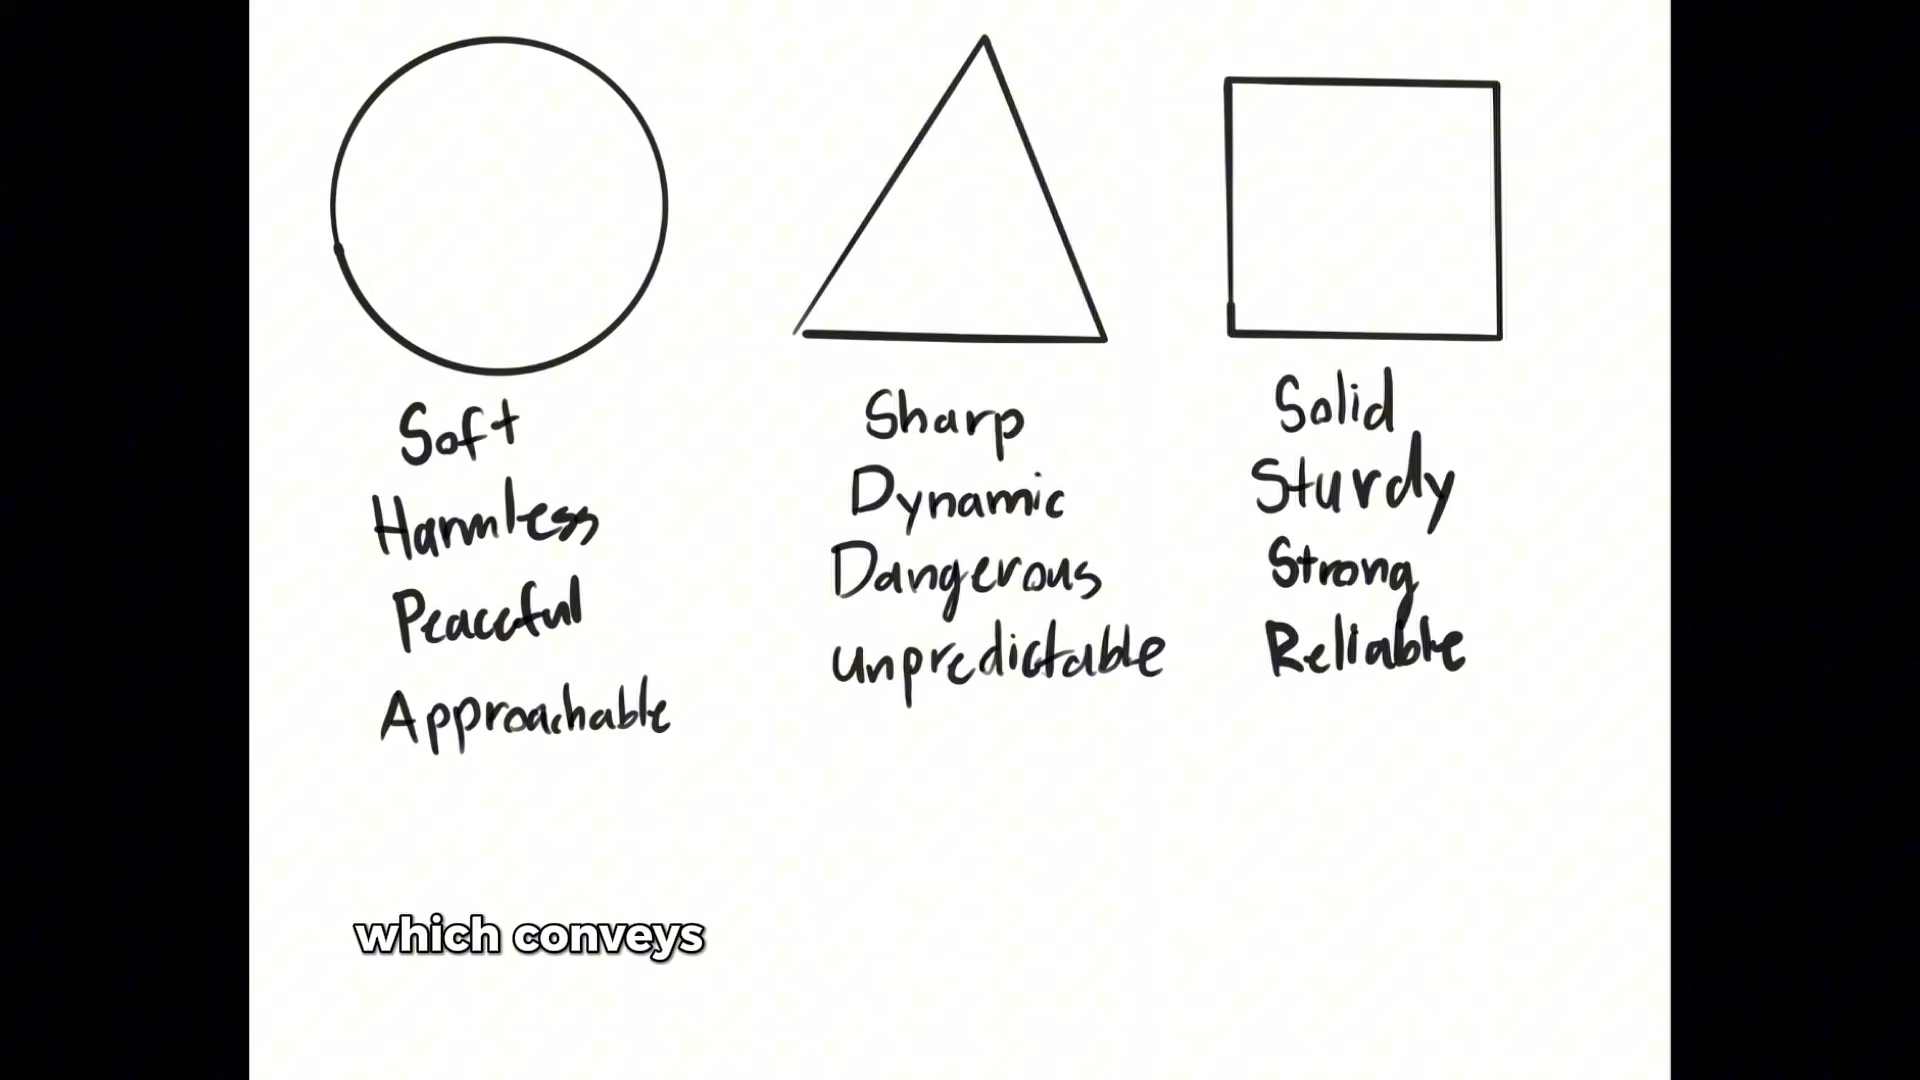 Soft
Harmless
Peaceful
Approachable
Sharp
Dynamic
Dangerous
unpredictable
Solid
Sturdy
Strong
Reliable
which conveys